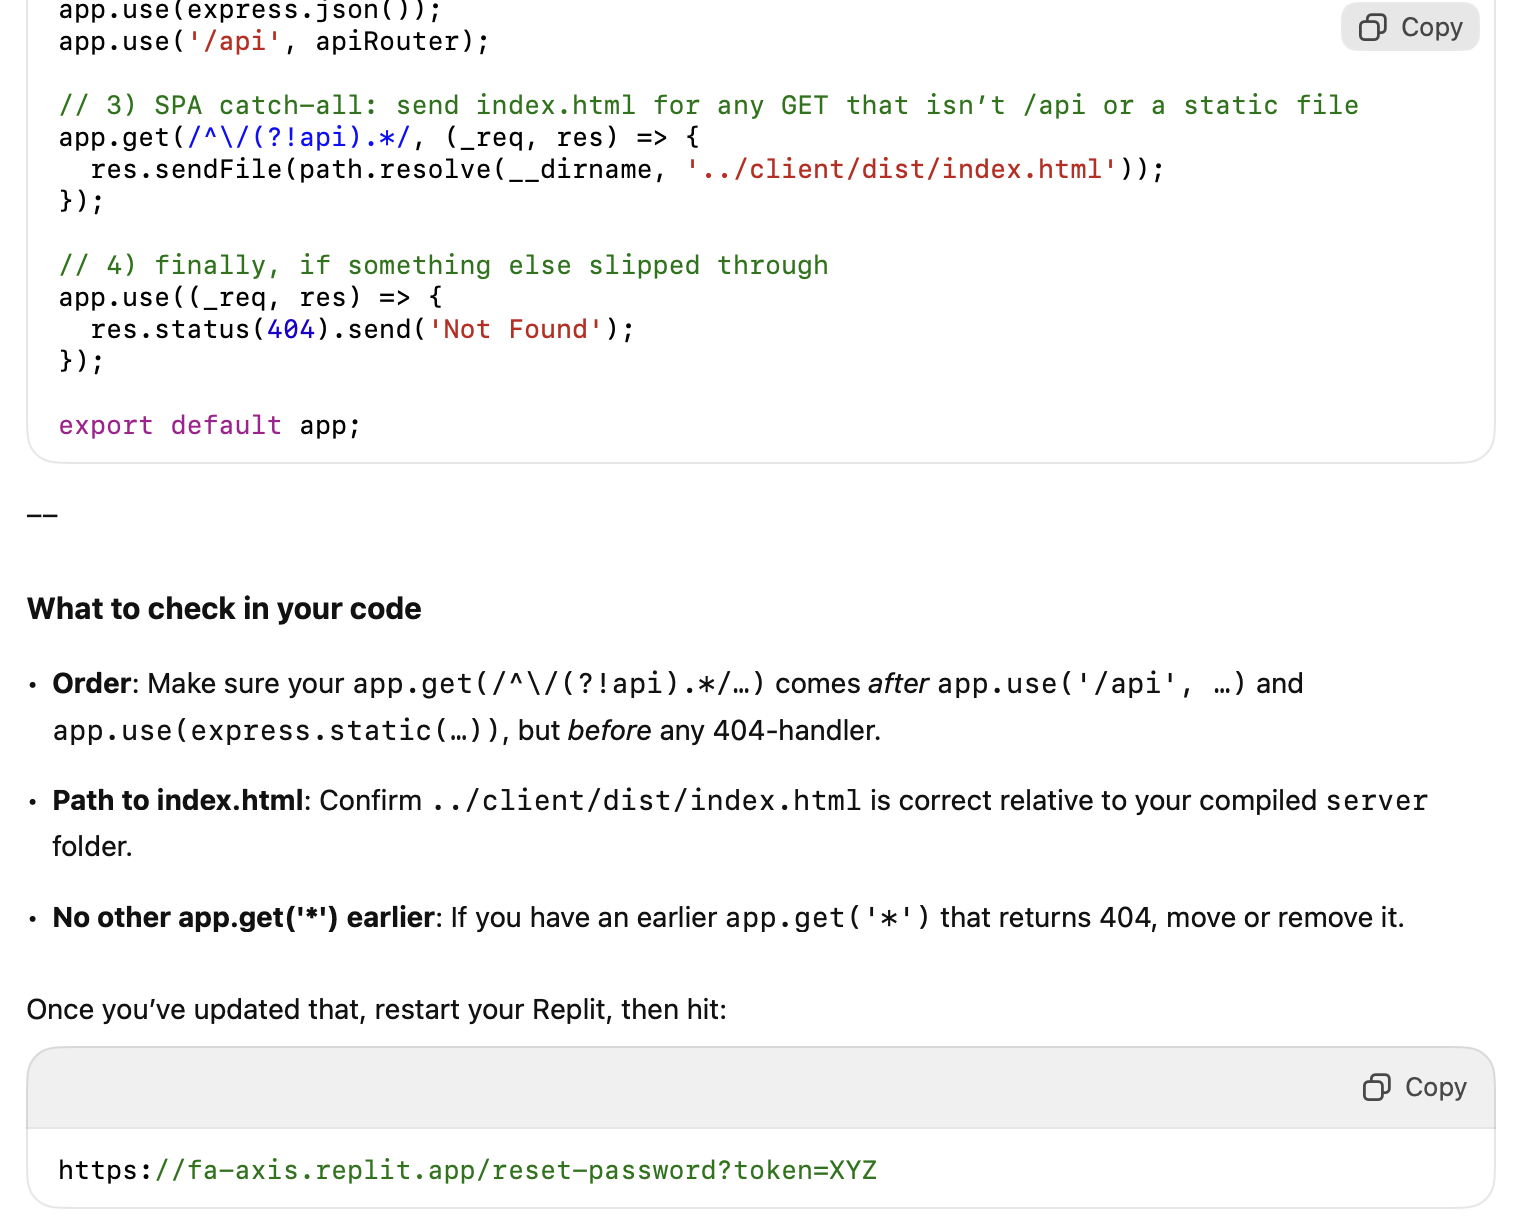 app.use(express.json());
Copy
app.use('/api', apiRouter);
// 3) SPA catch-all: send index.html for any GET that isn’t /api or a static file
app.get(/^\/(?!api).*/, (_req, res) => {
  res.sendFile(path.resolve(__dirname, '../client/dist/index.html'));
});
// 4) finally, if something else slipped through
app.use((_req, res) => {
  res.status(404).send('Not Found');
});
export default app;
––
What to check in your code
• Order: Make sure your app.get(/^\/(?!api).*/…) comes after app.use('/api', …) and
app.use(express.static(…)), but before any 404-handler.
• Path to index.html: Confirm ../client/dist/index.html is correct relative to your compiled server
folder.
• No other app.get('*') earlier: If you have an earlier app.get('*') that returns 404, move or remove it.
Once you’ve updated that, restart your Replit, then hit:
Copy
https://fa-axis.replit.app/reset-password?token=XYZ